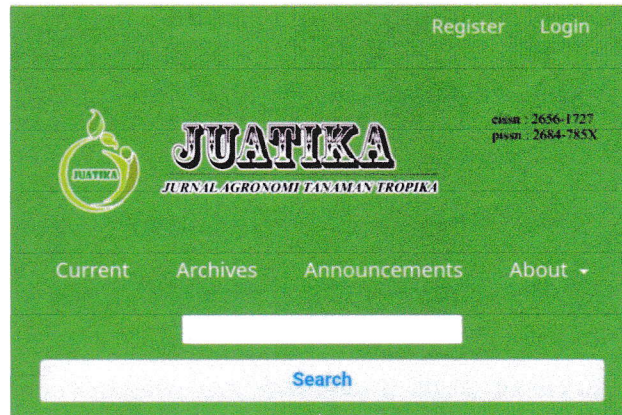 Register Login
eissn : 2656-1727
pissn : 2684-785X
JUATIKA
JUATIKA
JURNAL AGRONOMI TANAMAN TROPIKA
Current Archives Announcements About
Search